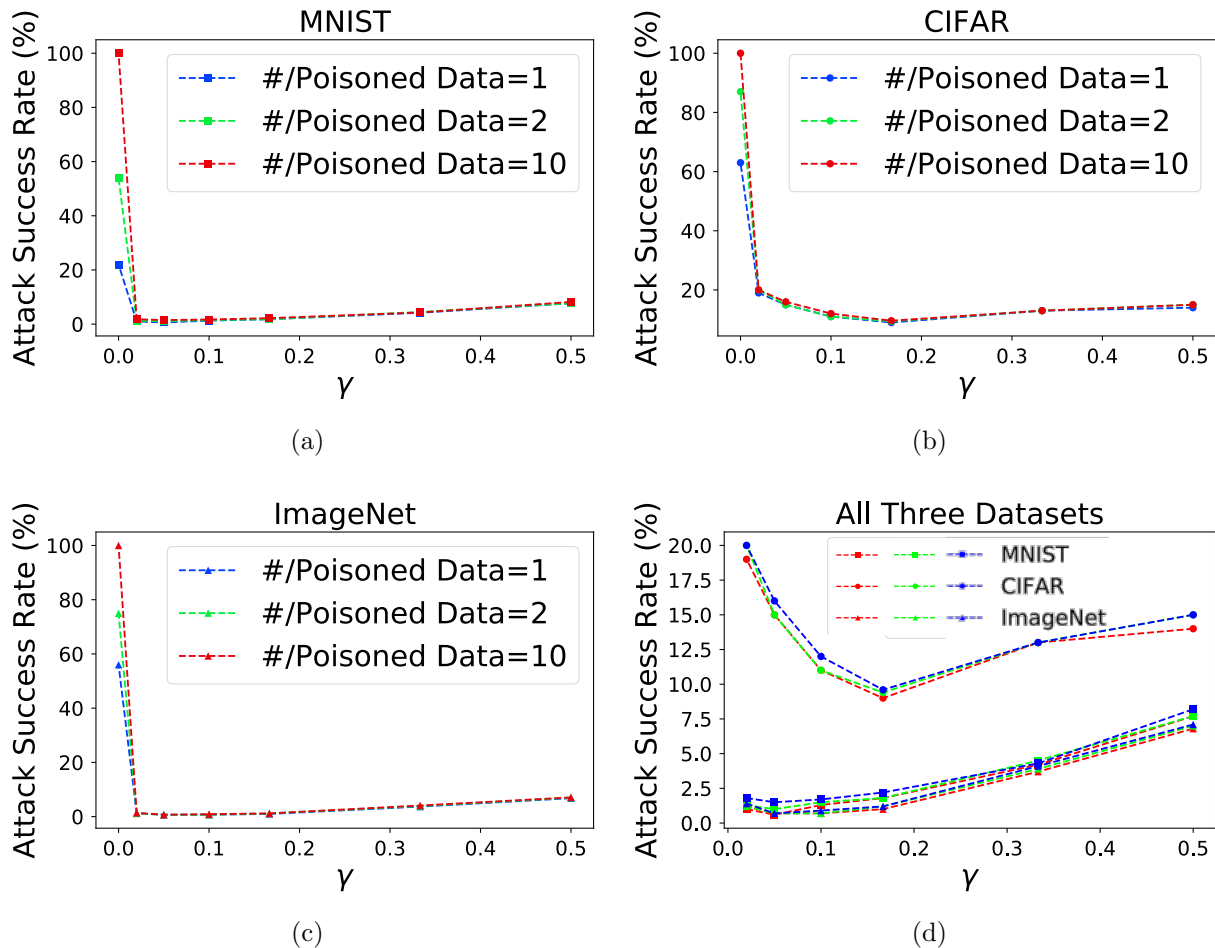 MNIST
Attack Success Rate (%)
100
80
60
40
20
0
#/Poisoned Data=1
#/Poisoned Data=2
#/Poisoned Data=10
0.0 0.1 0.2 0.3 0.4 0.5
γ
(a)
CIFAR
Attack Success Rate (%)
100
80
60
40
20
#/Poisoned Data=1
#/Poisoned Data=2
#/Poisoned Data=10
0.0 0.1 0.2 0.3 0.4 0.5
γ
(b)
ImageNet
Attack Success Rate (%)
100
80
60
40
20
0
#/Poisoned Data=1
#/Poisoned Data=2
#/Poisoned Data=10
0.0 0.1 0.2 0.3 0.4 0.5
γ
(c)
All Three Datasets
Attack Success Rate (%)
20.0
17.5
15.0
12.5
10.0
7.5
5.0
2.5
0.0
MNIST
CIFAR
ImageNet
0.0 0.1 0.2 0.3 0.4 0.5
γ
(d)